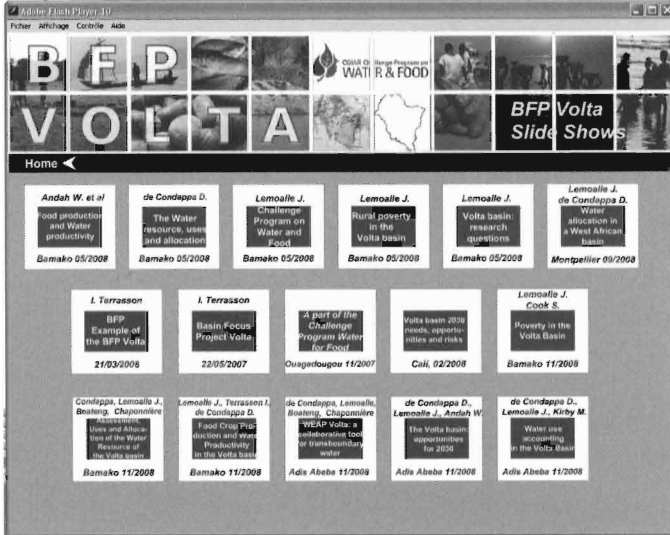 Adobe Flash Player 10
Fichier Affichage Contrôle Aide
B F P
CGIAR Challenge Program on
WATER & FOOD
V O L T A
BFP Volta
Slide Shows
Home
Andah W. et al
Food production
and Water
productivity
Bamako 05/2008
de Condappa D.
The Water
resource, uses
and allocation
Bamako 05/2008
Lemoalle J.
Challenge
Program on
Water and
Food
Bamako 05/2008
Lemoalle J.
Rural poverty
in the
Volta basin
Bamako 05/2008
Lemoalle J.
Volta basin:
research
questions
Bamako 05/2008
Lemoalle J.
de Condappa D.
Water
allocation in
a West African
basin
Montpellier 09/2008
I. Terrasson
BFP
Example of
the BFP Volta
21/03/2006
I. Terrasson
Basin Focus
Project Volta
22/05/2007
A part of the
Challenge
Program Water
for Food
Ouagadougou 11/2007
Volta basin 2030
needs, opportu-
nities and risks
Cali, 02/2008
Lemoalle J.
Cook S.
Poverty in the
Volta Basin
Bamako 11/2008
Condappa, Lemoalle J.,
Boateng, Chaponnière
Assessment,
Uses and Alloca-
tion of the Water
Resource of
the Volta basin
Bamako 11/2008
Lemoalle J., Terrasson I.,
de Condappa D.
Food Crop Pro-
duction and Water
Productivity
in the Volta basin
Bamako 11/2008
de Condappa, Lemoalle,
Boateng, Chaponnière
WEAP Volta: a
collaborative tool
for transboundary
water
Adis Abeba 11/2008
de Condappa D.,
Lemoalle J., Andah W.
The Volta basin:
opportunities
for 2030
Adis Abeba 11/2008
de Condappa D.,
Lemoalle J., Kirby M.
Water use
accounting
in the Volta Basin
Adis Abeba 11/2008